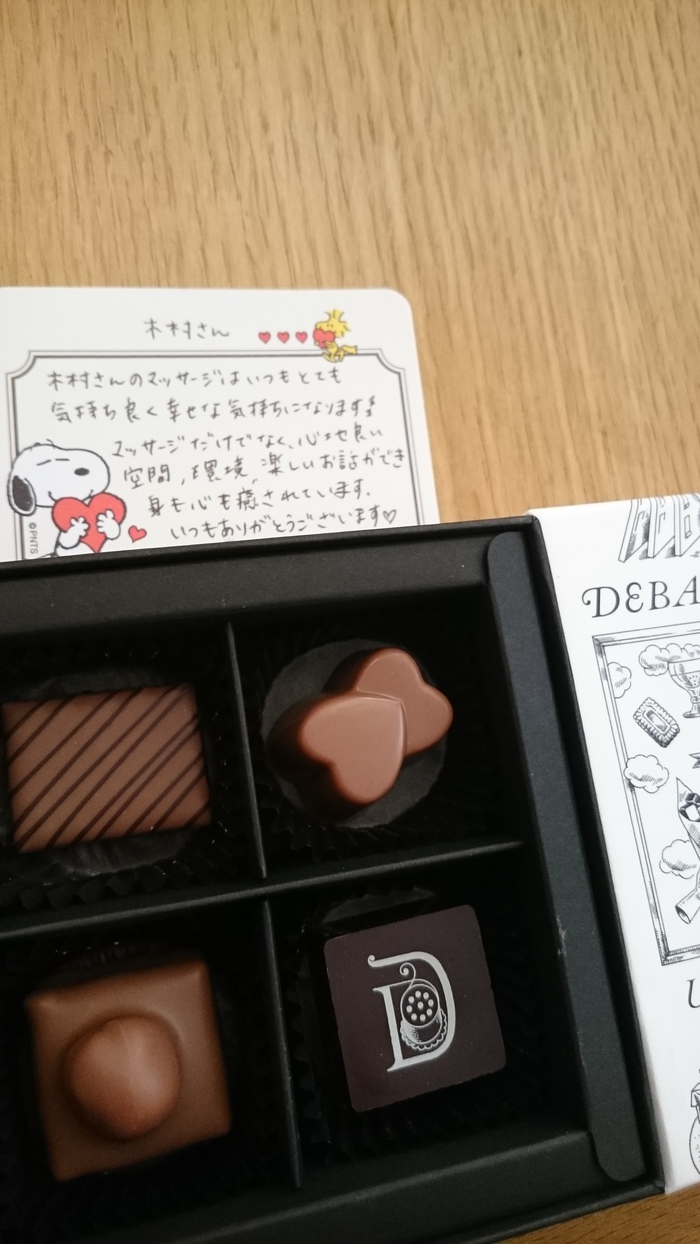 木村さん
木村さんのマッサージはいつもとても
気持ち良く幸せな気持ちになります!!
マッサージだけでなく、心地良い
空間、環境、楽しいお話ができ
身も心も癒されています。
いつもありがとうございます♡
©PNTS
DEBA
D